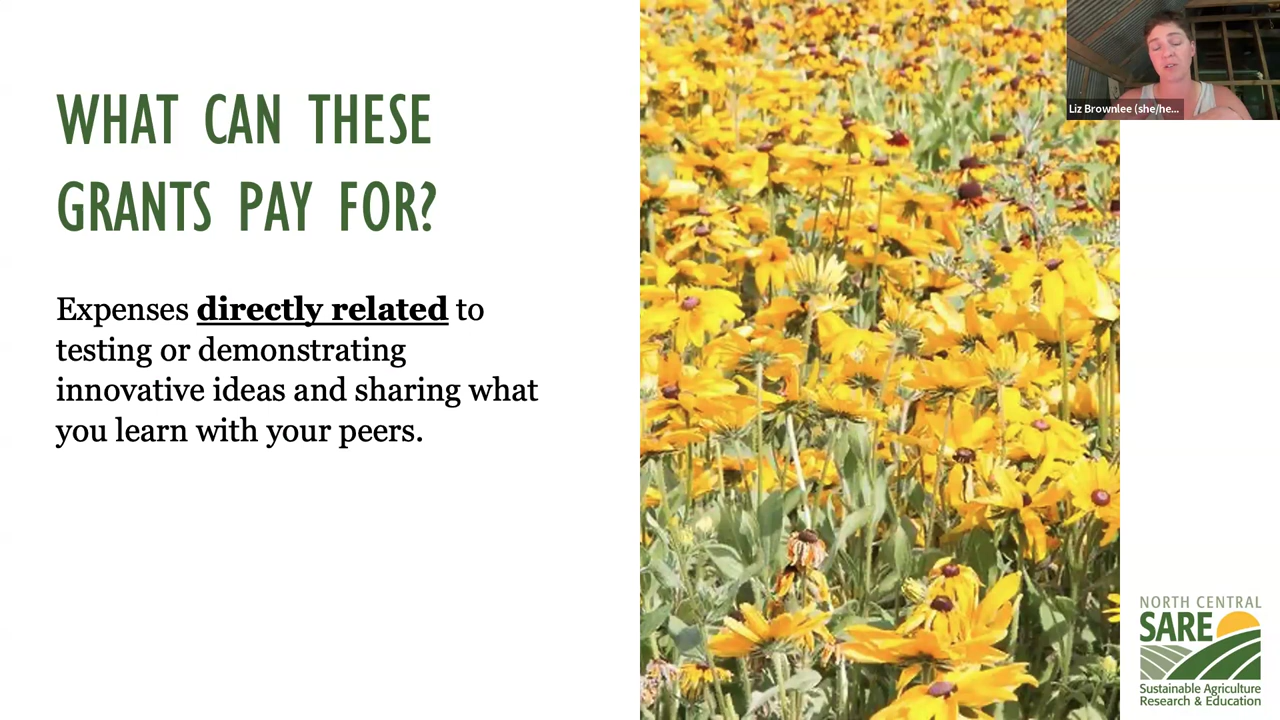 WHAT CAN THESE
GRANTS PAY FOR?
Expenses directly related to
testing or demonstrating
innovative ideas and sharing what
you learn with your peers.
Liz Brownlee (she/he...
NORTH CENTRAL
SARE
Sustainable Agriculture
Research & Education